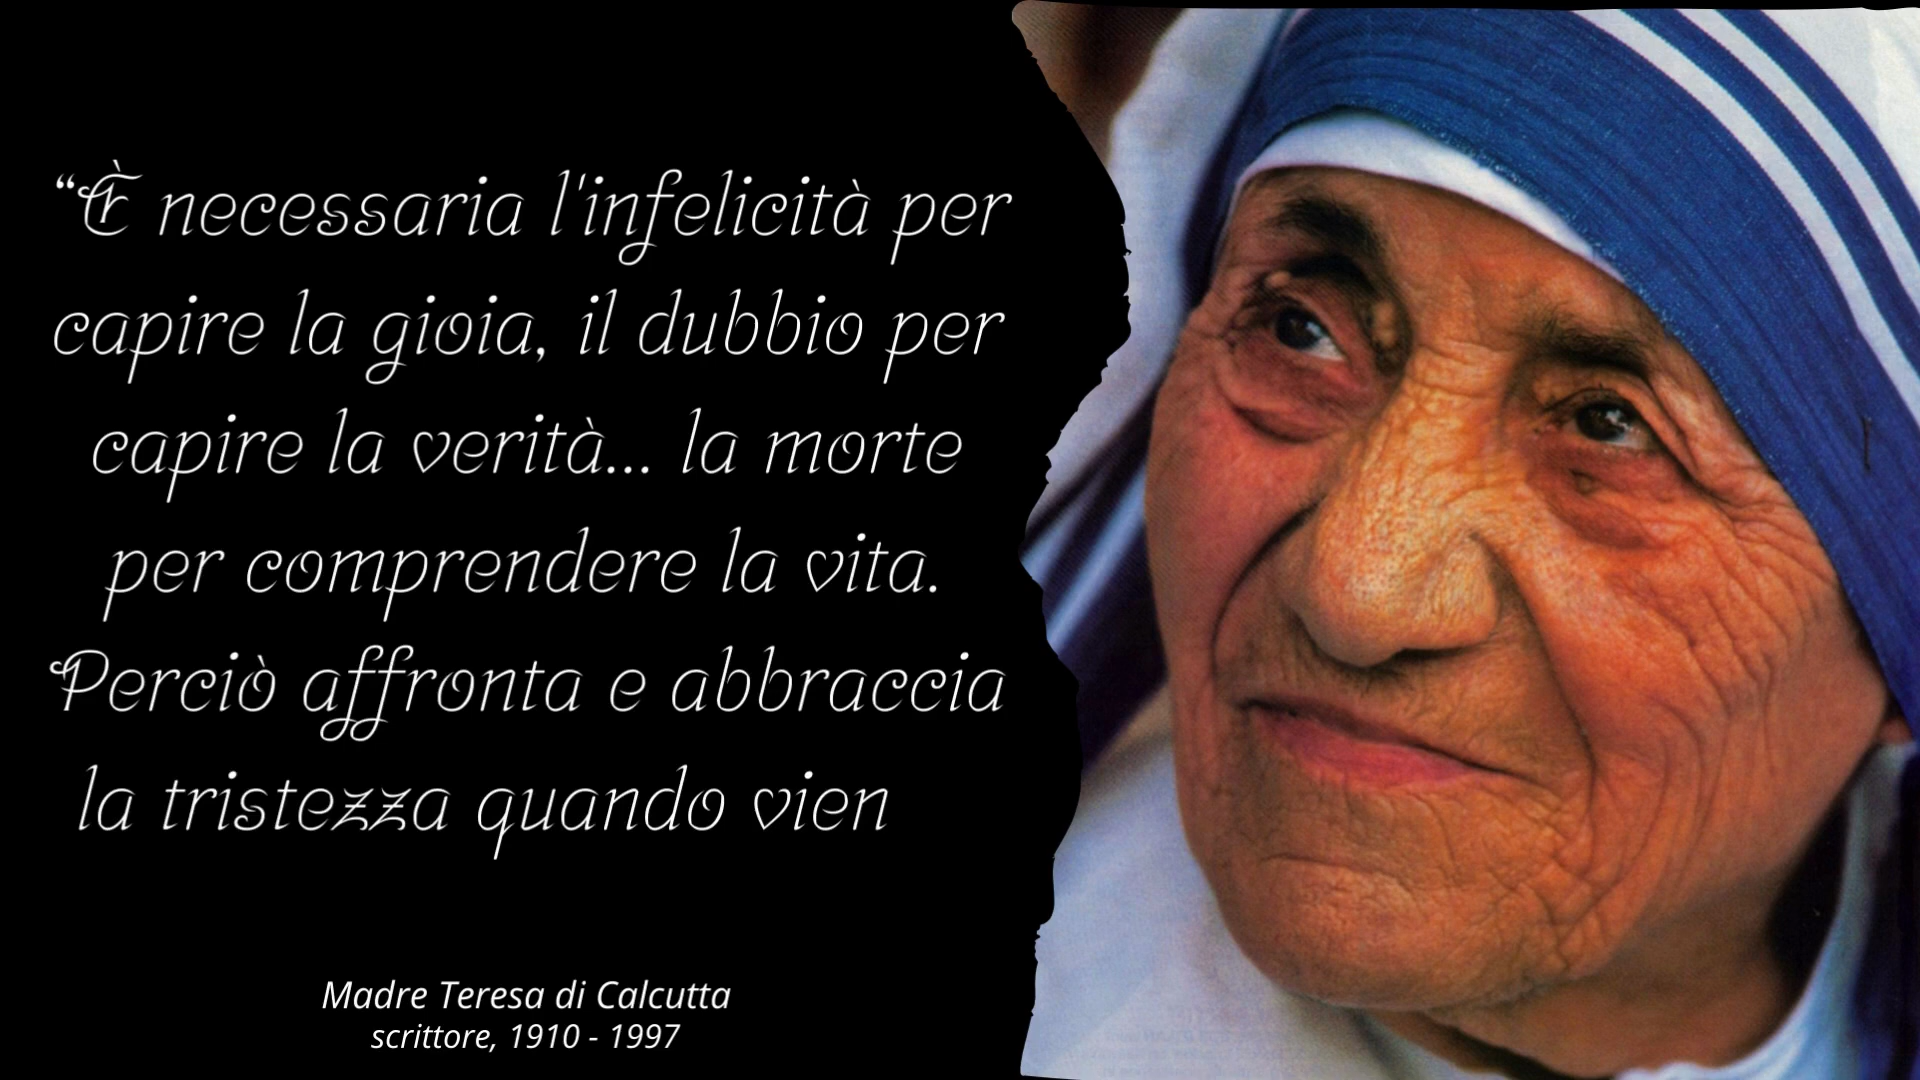 “È necessaria l'infelicità per
capire la gioia, il dubbio per
capire la verità... la morte
per comprendere la vita.
Perciò affronta e abbraccia
la tristezza quando vien
Madre Teresa di Calcutta
scrittore, 1910 - 1997